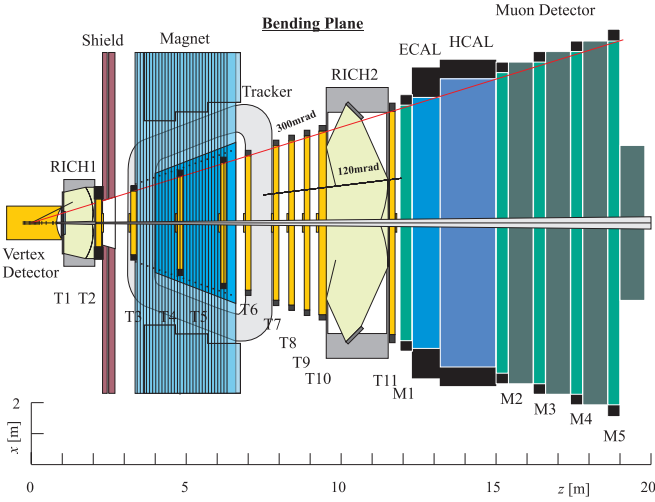 Bending Plane
Muon Detector
Shield
Magnet
ECAL
HCAL
RICH2
Tracker
300mrad
RICH1
120mrad
Vertex
Detector
T1
T2
T3
T4
T5
T6
T7
T8
T9
T10
T11
M1
M2
M3
M4
M5
2
x [m]
0
5
10
15
20
z [m]